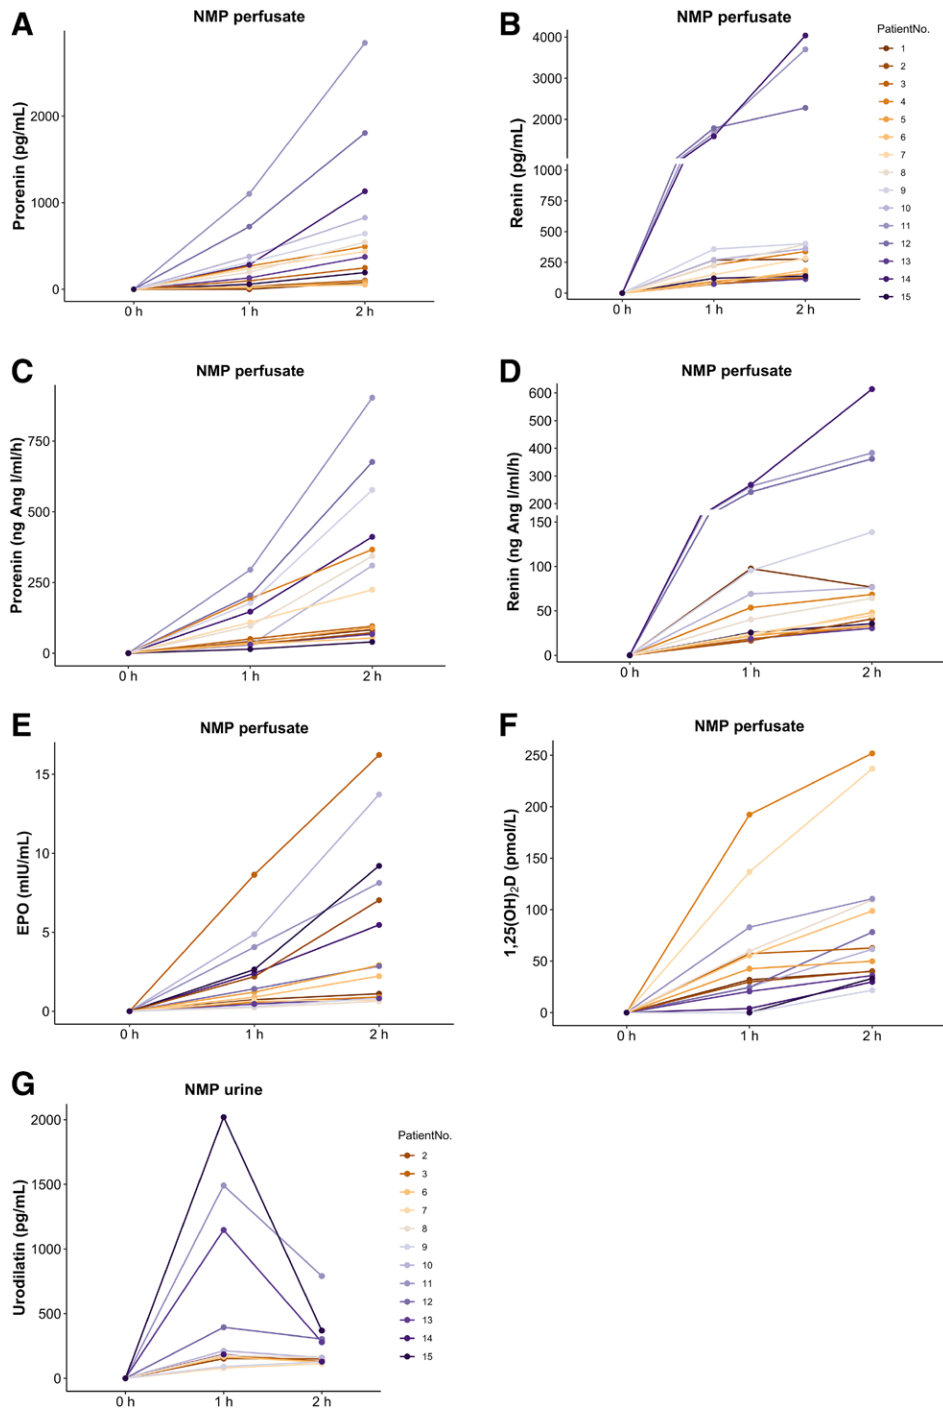 A
NMP perfusate
Prorenin (pg/mL)
2000
1000
0
0 h 1 h 2 h
B
NMP perfusate
Renin (pg/mL)
4000
3000
2000
1000
750
500
250
0
0 h 1 h 2 h
PatientNo.
1
2
3
4
5
6
7
8
9
10
11
12
13
14
15
C
NMP perfusate
Prorenin (ng Ang I/ml/h)
750
500
250
0
0 h 1 h 2 h
D
NMP perfusate
Renin (ng Ang I/ml/h)
600
500
400
300
200
150
100
50
0
0 h 1 h 2 h
E
NMP perfusate
EPO (mIU/mL)
15
10
5
0
0 h 1 h 2 h
F
NMP perfusate
1,25(OH)₂D (pmol/L)
250
200
150
100
50
0
0 h 1 h 2 h
G
NMP urine
Urodilatin (pg/mL)
2000
1500
1000
500
0
0 h 1 h 2 h
PatientNo.
2
3
6
7
8
9
10
11
12
13
14
15